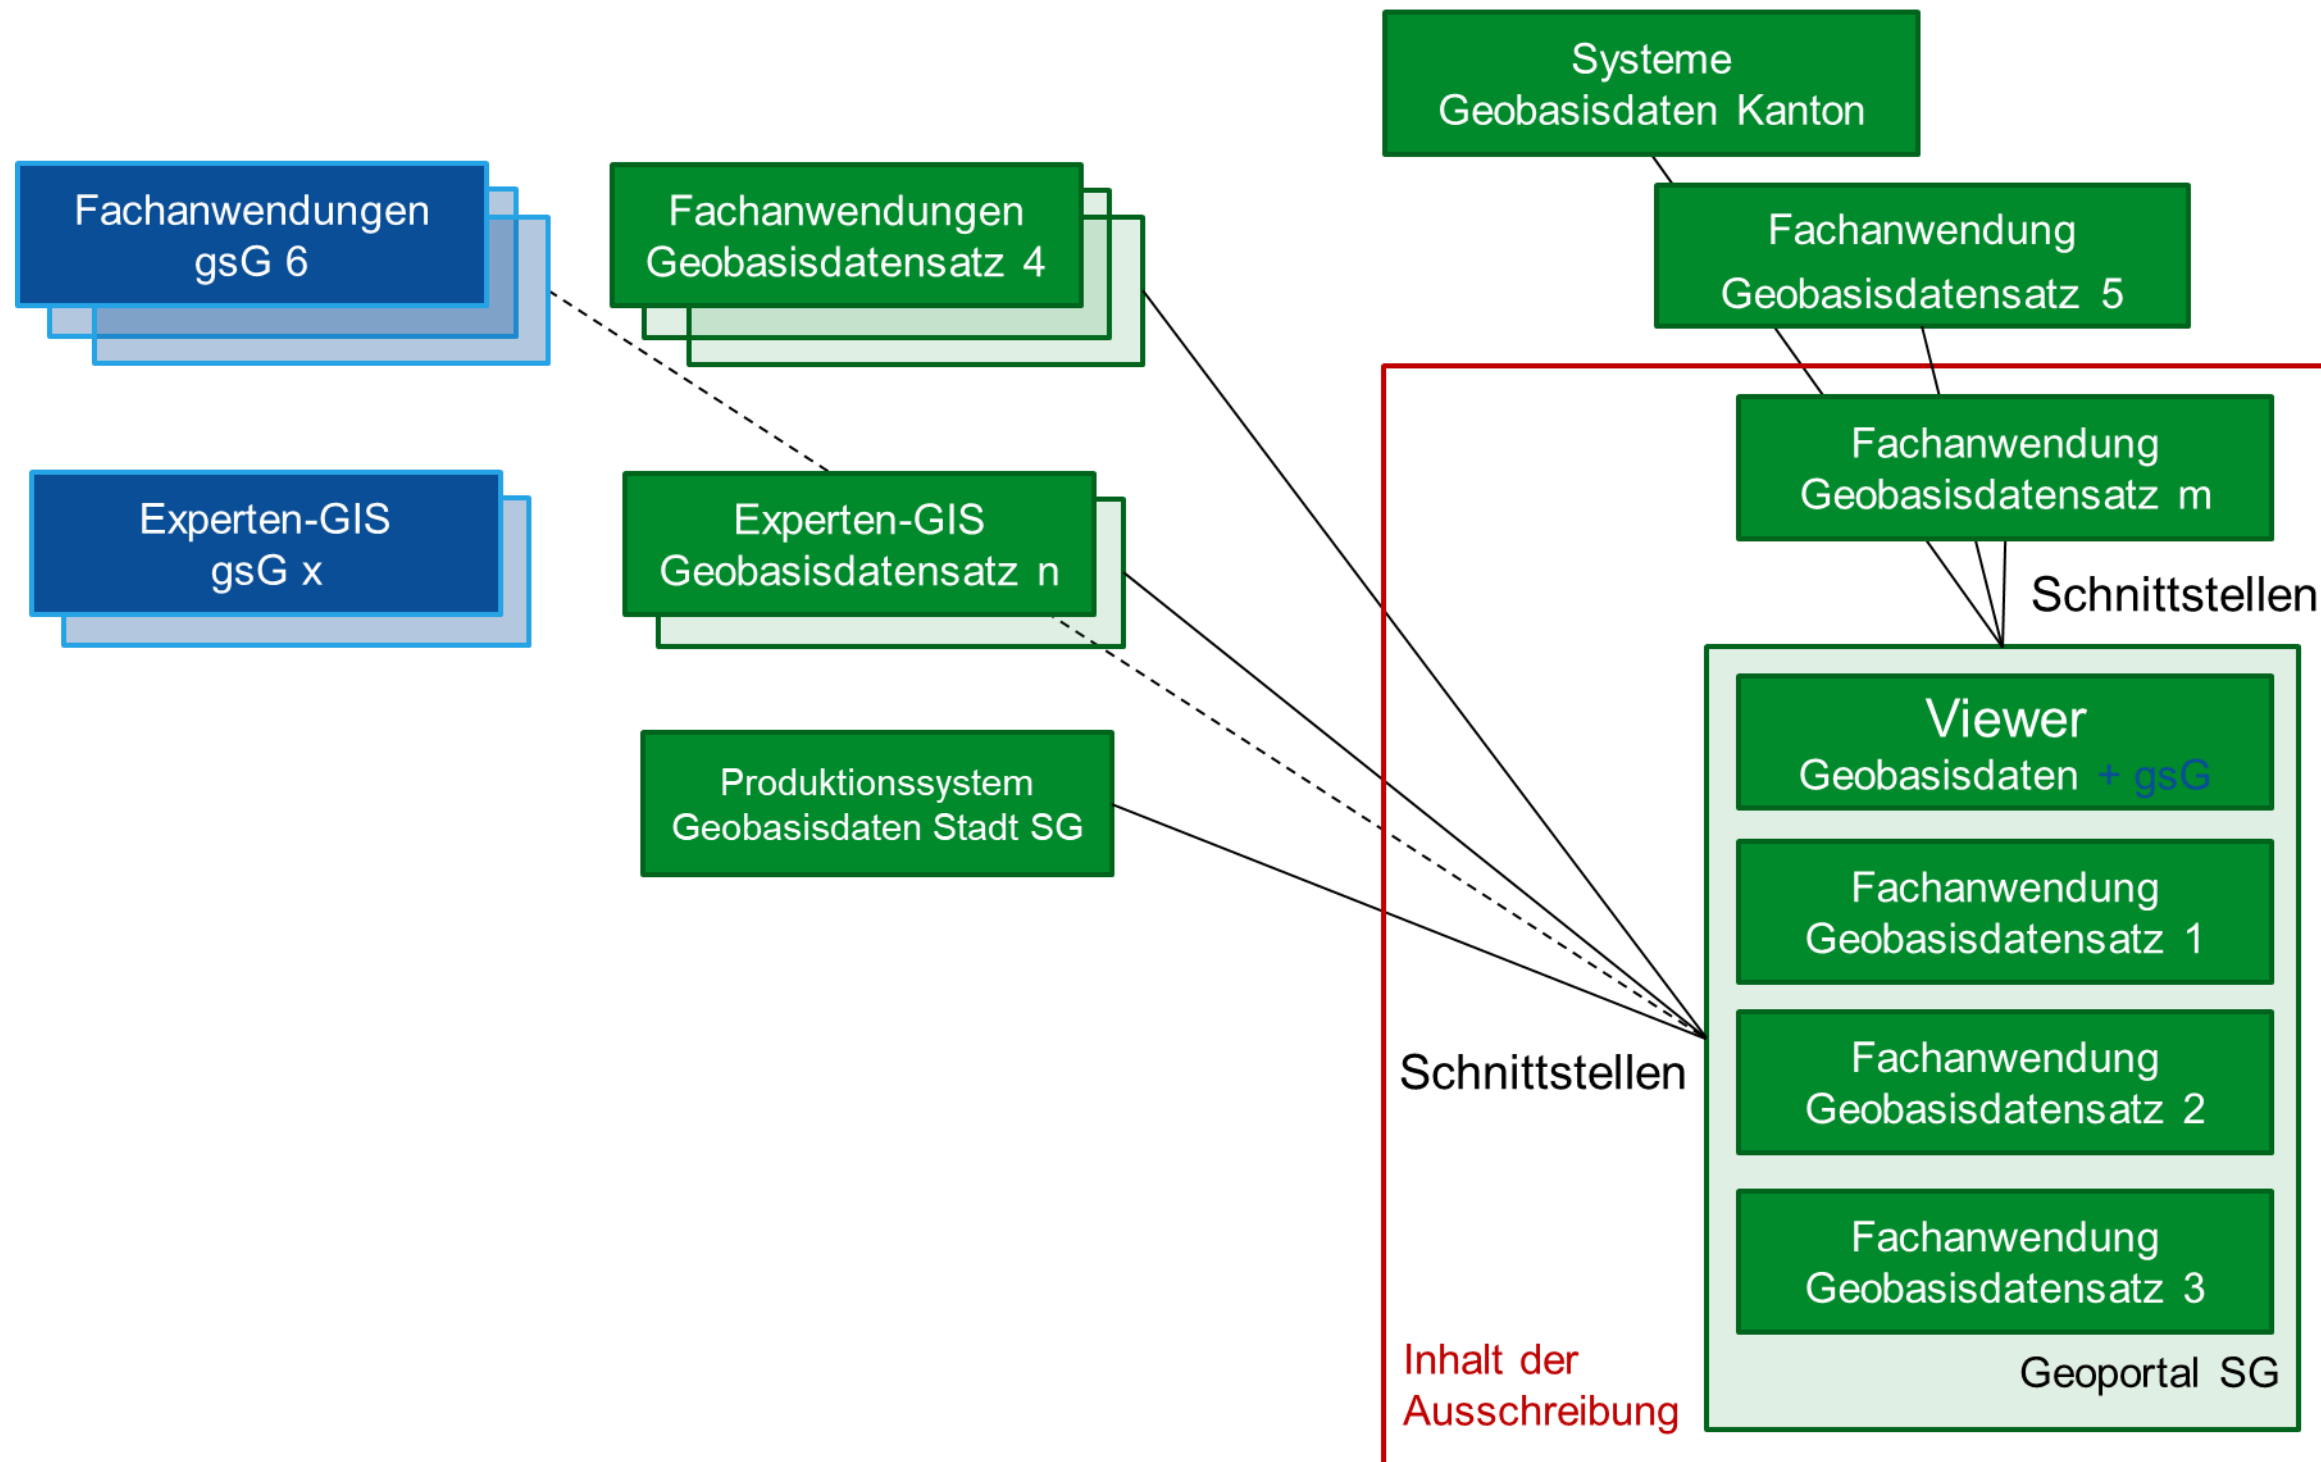 Systeme
Geobasisdaten Kanton
Fachanwendungen
gsG 6
Fachanwendungen
Geobasisdatensatz 4
Fachanwendung
Geobasisdatensatz 5
Fachanwendung
Geobasisdatensatz m
Experten-GIS
gsG x
Experten-GIS
Geobasisdatensatz n
Schnittstellen
Viewer
Geobasisdaten + gsG
Produktionssystem
Geobasisdaten Stadt SG
Fachanwendung
Geobasisdatensatz 1
Schnittstellen
Fachanwendung
Geobasisdatensatz 2
Fachanwendung
Geobasisdatensatz 3
Inhalt der
Ausschreibung
Geoportal SG